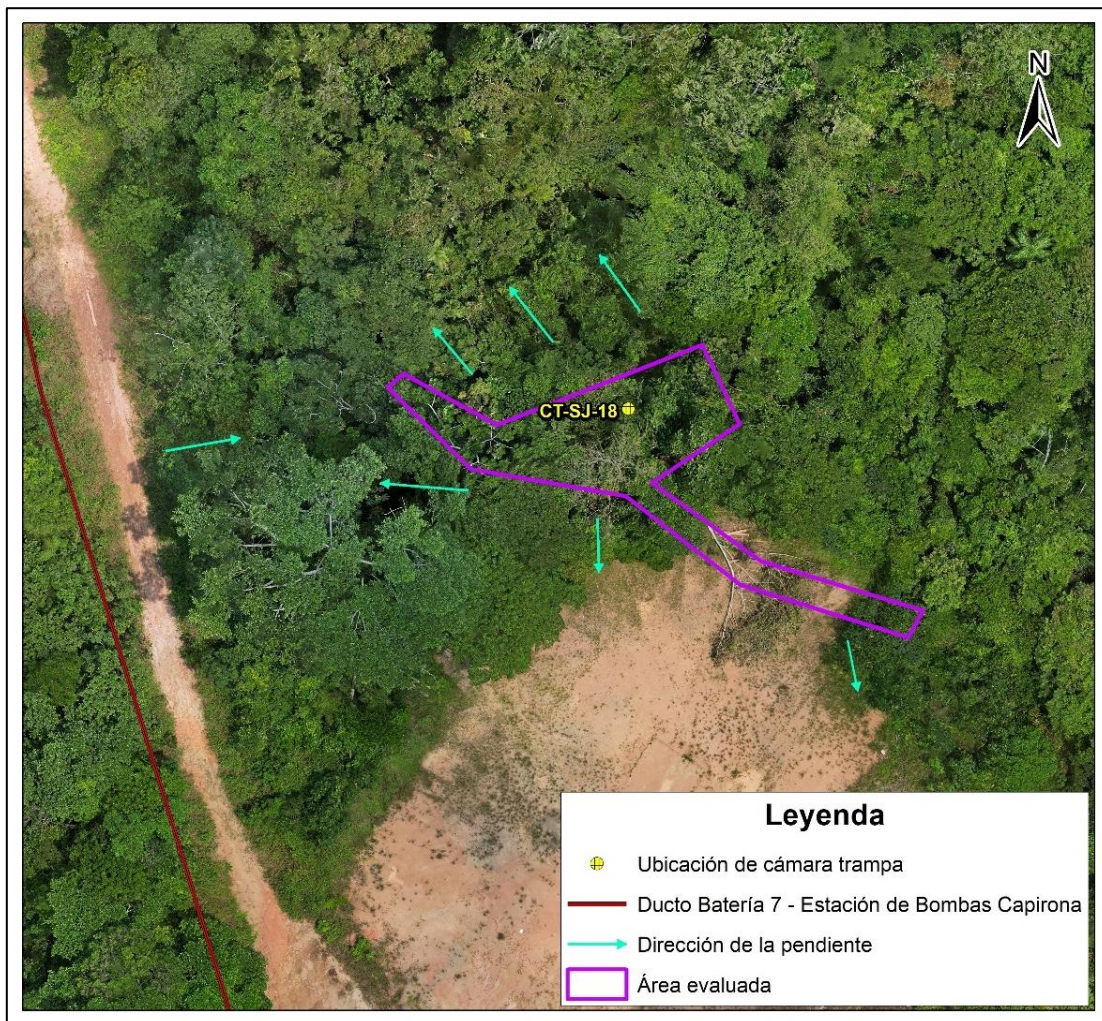 N
CT-SJ-18
Leyenda
Ubicación de cámara trampa
Ducto Batería 7 - Estación de Bombas Capirona
Dirección de la pendiente
Área evaluada